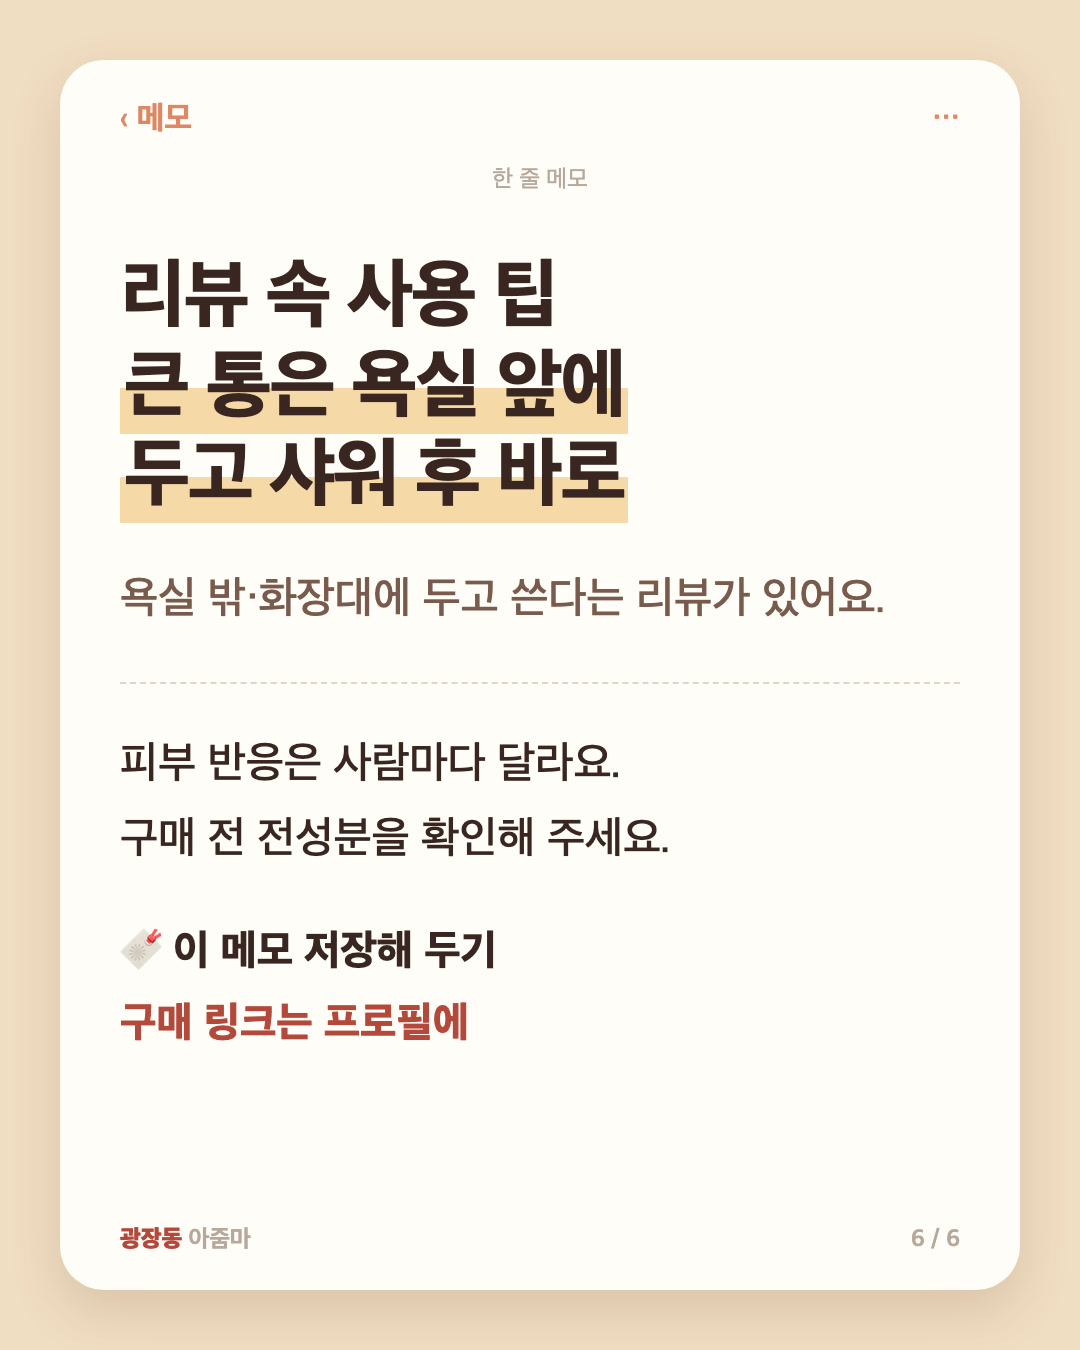 ‹ 메모
···
한 줄 메모
리뷰 속 사용 팁
큰 통은 욕실 앞에
두고 샤워 후 바로
욕실 밖·화장대에 두고 쓴다는 리뷰가 있어요.
피부 반응은 사람마다 달라요.
구매 전 전성분을 확인해 주세요.
이 메모 저장해 두기
구매 링크는 프로필에
광장동 아줌마
6 / 6